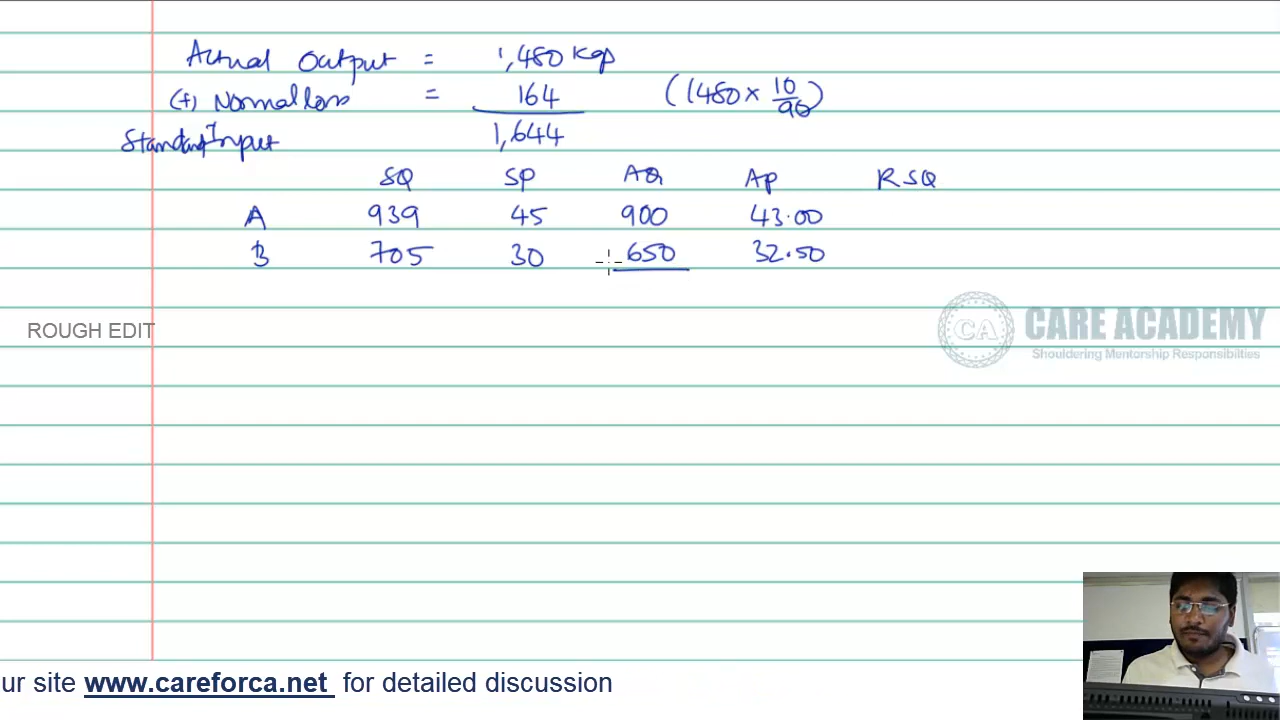 Actual Output = 1,480 Kgs
(+) Normal loss = 164 (1480 × 10/90)
Standard Input 1,644
SQ SP AQ AP RSQ
A 939 45 900 43.00
B 705 30 650 32.50
ROUGH EDIT
CA CARE ACADEMY
Shouldering Mentorship Responsibilties
ur site www.careforca.net for detailed discussion